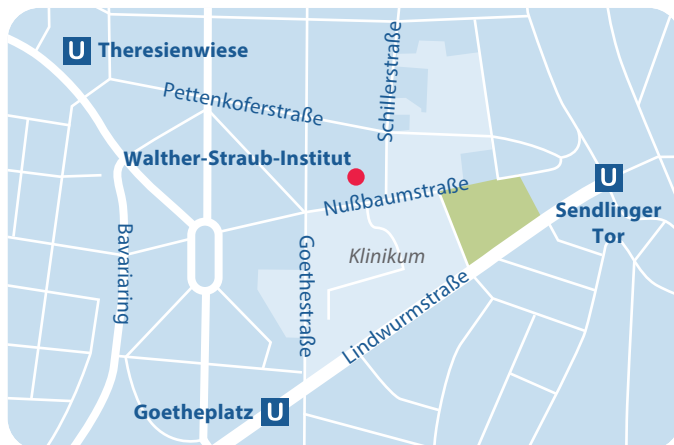 U Theresienwiese
Schillerstraße
Pettenkoferstraße
Walther-Straub-Institut
Nußbaumstraße
U
Sendlinger
Tor
Bavariaring
Goethestraße
Klinikum
Lindwurmstraße
Goetheplatz U